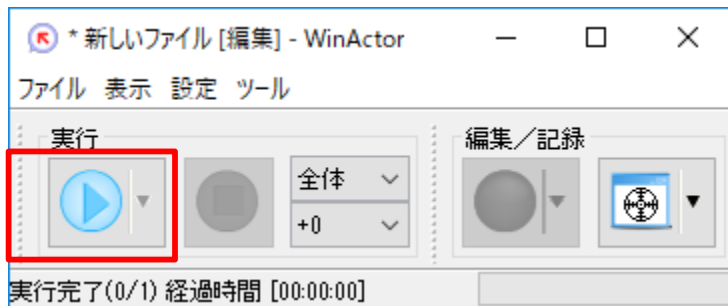 * 新しいファイル [編集] - WinActor
ファイル 表示 設定 ツール
実行
編集／記録
全体
+0
実行完了(0/1) 経過時間 [00:00:00]